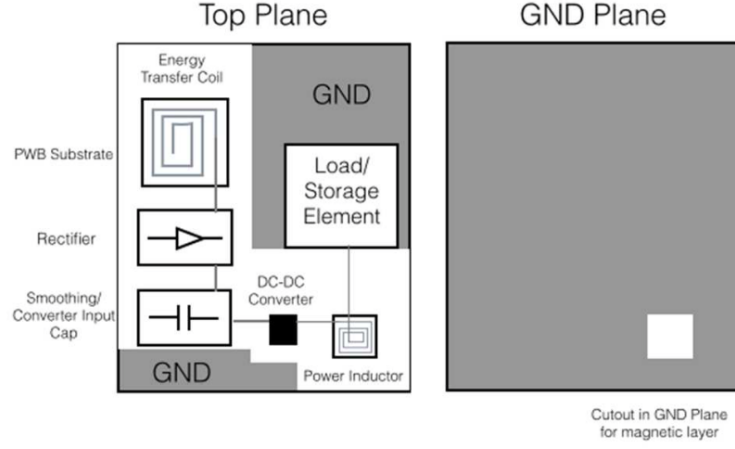 Top Plane
GND Plane
Energy
Transfer Coil
GND
PWB Substrate
Load/
Storage
Element
Rectifier
DC-DC
Converter
Smoothing/
Converter Input
Cap
GND
Power Inductor
Cutout in GND Plane
for magnetic layer